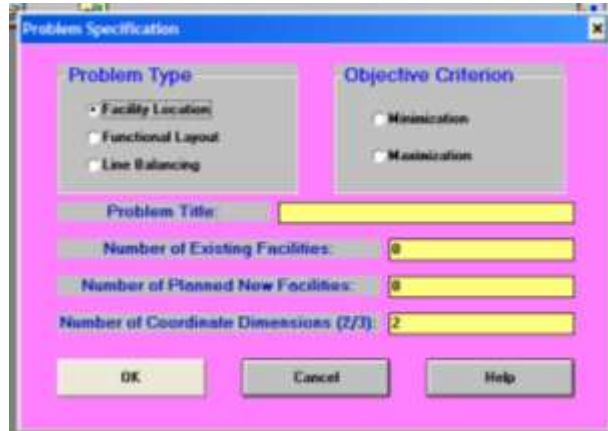 Problem Specification
Problem Type
Objective Criterion
Facility Location
Functional Layout
Line Balancing
Minimization
Maximization
Problem Title:
Number of Existing Facilities: 0
Number of Planned New Facilities: 0
Number of Coordinate Dimensions (2/3): 2
OK Cancel Help